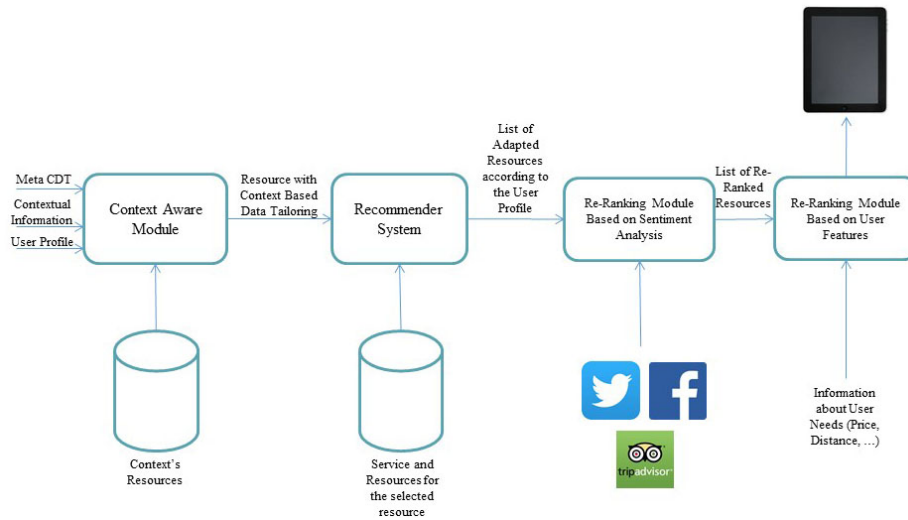 Meta CDT
Contextual
Information
User Profile
Context Aware
Module
Resource with
Context Based
Data Tailoring
Recommender
System
List of
Adapted
Resources
according to
the User
Profile
Re-Ranking Module
Based on Sentiment
Analysis
List of Re-
Ranked
Resources
Re-Ranking Module
Based on User
Features
Context's
Resources
Service and
Resources for
the selected
resource
tripadvisor
Information
about User
Needs (Price,
Distance, ...)